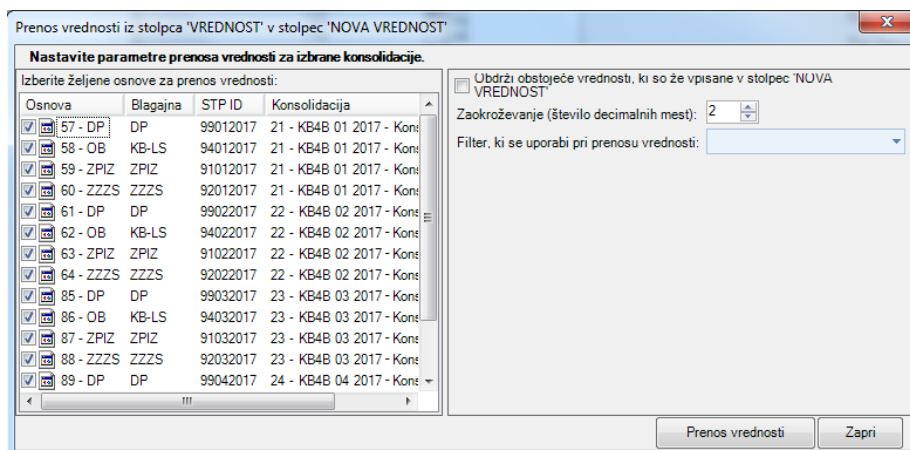 Prenos vrednosti iz stolpca 'VREDNOST' v stolpec 'NOVA VREDNOST'
Nastavite parametre prenosa vrednosti za izbrane konsolidacije.
Izberite željene osnove za prenos vrednosti:
Osnova Blagajna STP ID Konsolidacija
57 - DP DP 99012017 21 - KB4B 01 2017 - Kons
58 - OB KB-LS 94012017 21 - KB4B 01 2017 - Kons
59 - ZPIZ ZPIZ 91012017 21 - KB4B 01 2017 - Kons
60 - ZZZS ZZZS 92012017 21 - KB4B 01 2017 - Kons
61 - DP DP 99022017 22 - KB4B 02 2017 - Kons
62 - OB KB-LS 94022017 22 - KB4B 02 2017 - Kons
63 - ZPIZ ZPIZ 91022017 22 - KB4B 02 2017 - Kons
64 - ZZZS ZZZS 92022017 22 - KB4B 02 2017 - Kons
85 - DP DP 99032017 23 - KB4B 03 2017 - Kons
86 - OB KB-LS 94032017 23 - KB4B 03 2017 - Kons
87 - ZPIZ ZPIZ 91032017 23 - KB4B 03 2017 - Kons
88 - ZZZS ZZZS 92032017 23 - KB4B 03 2017 - Kons
89 - DP DP 99042017 24 - KB4B 04 2017 - Kons
Obdrži obstoječe vrednosti, ki so že vpisane v stolpec 'NOVA
VREDNOST'
Zaokroževanje (število decimalnih mest): 2
Filter, ki se uporabi pri prenosu vrednosti:
Prenos vrednosti
Zapri